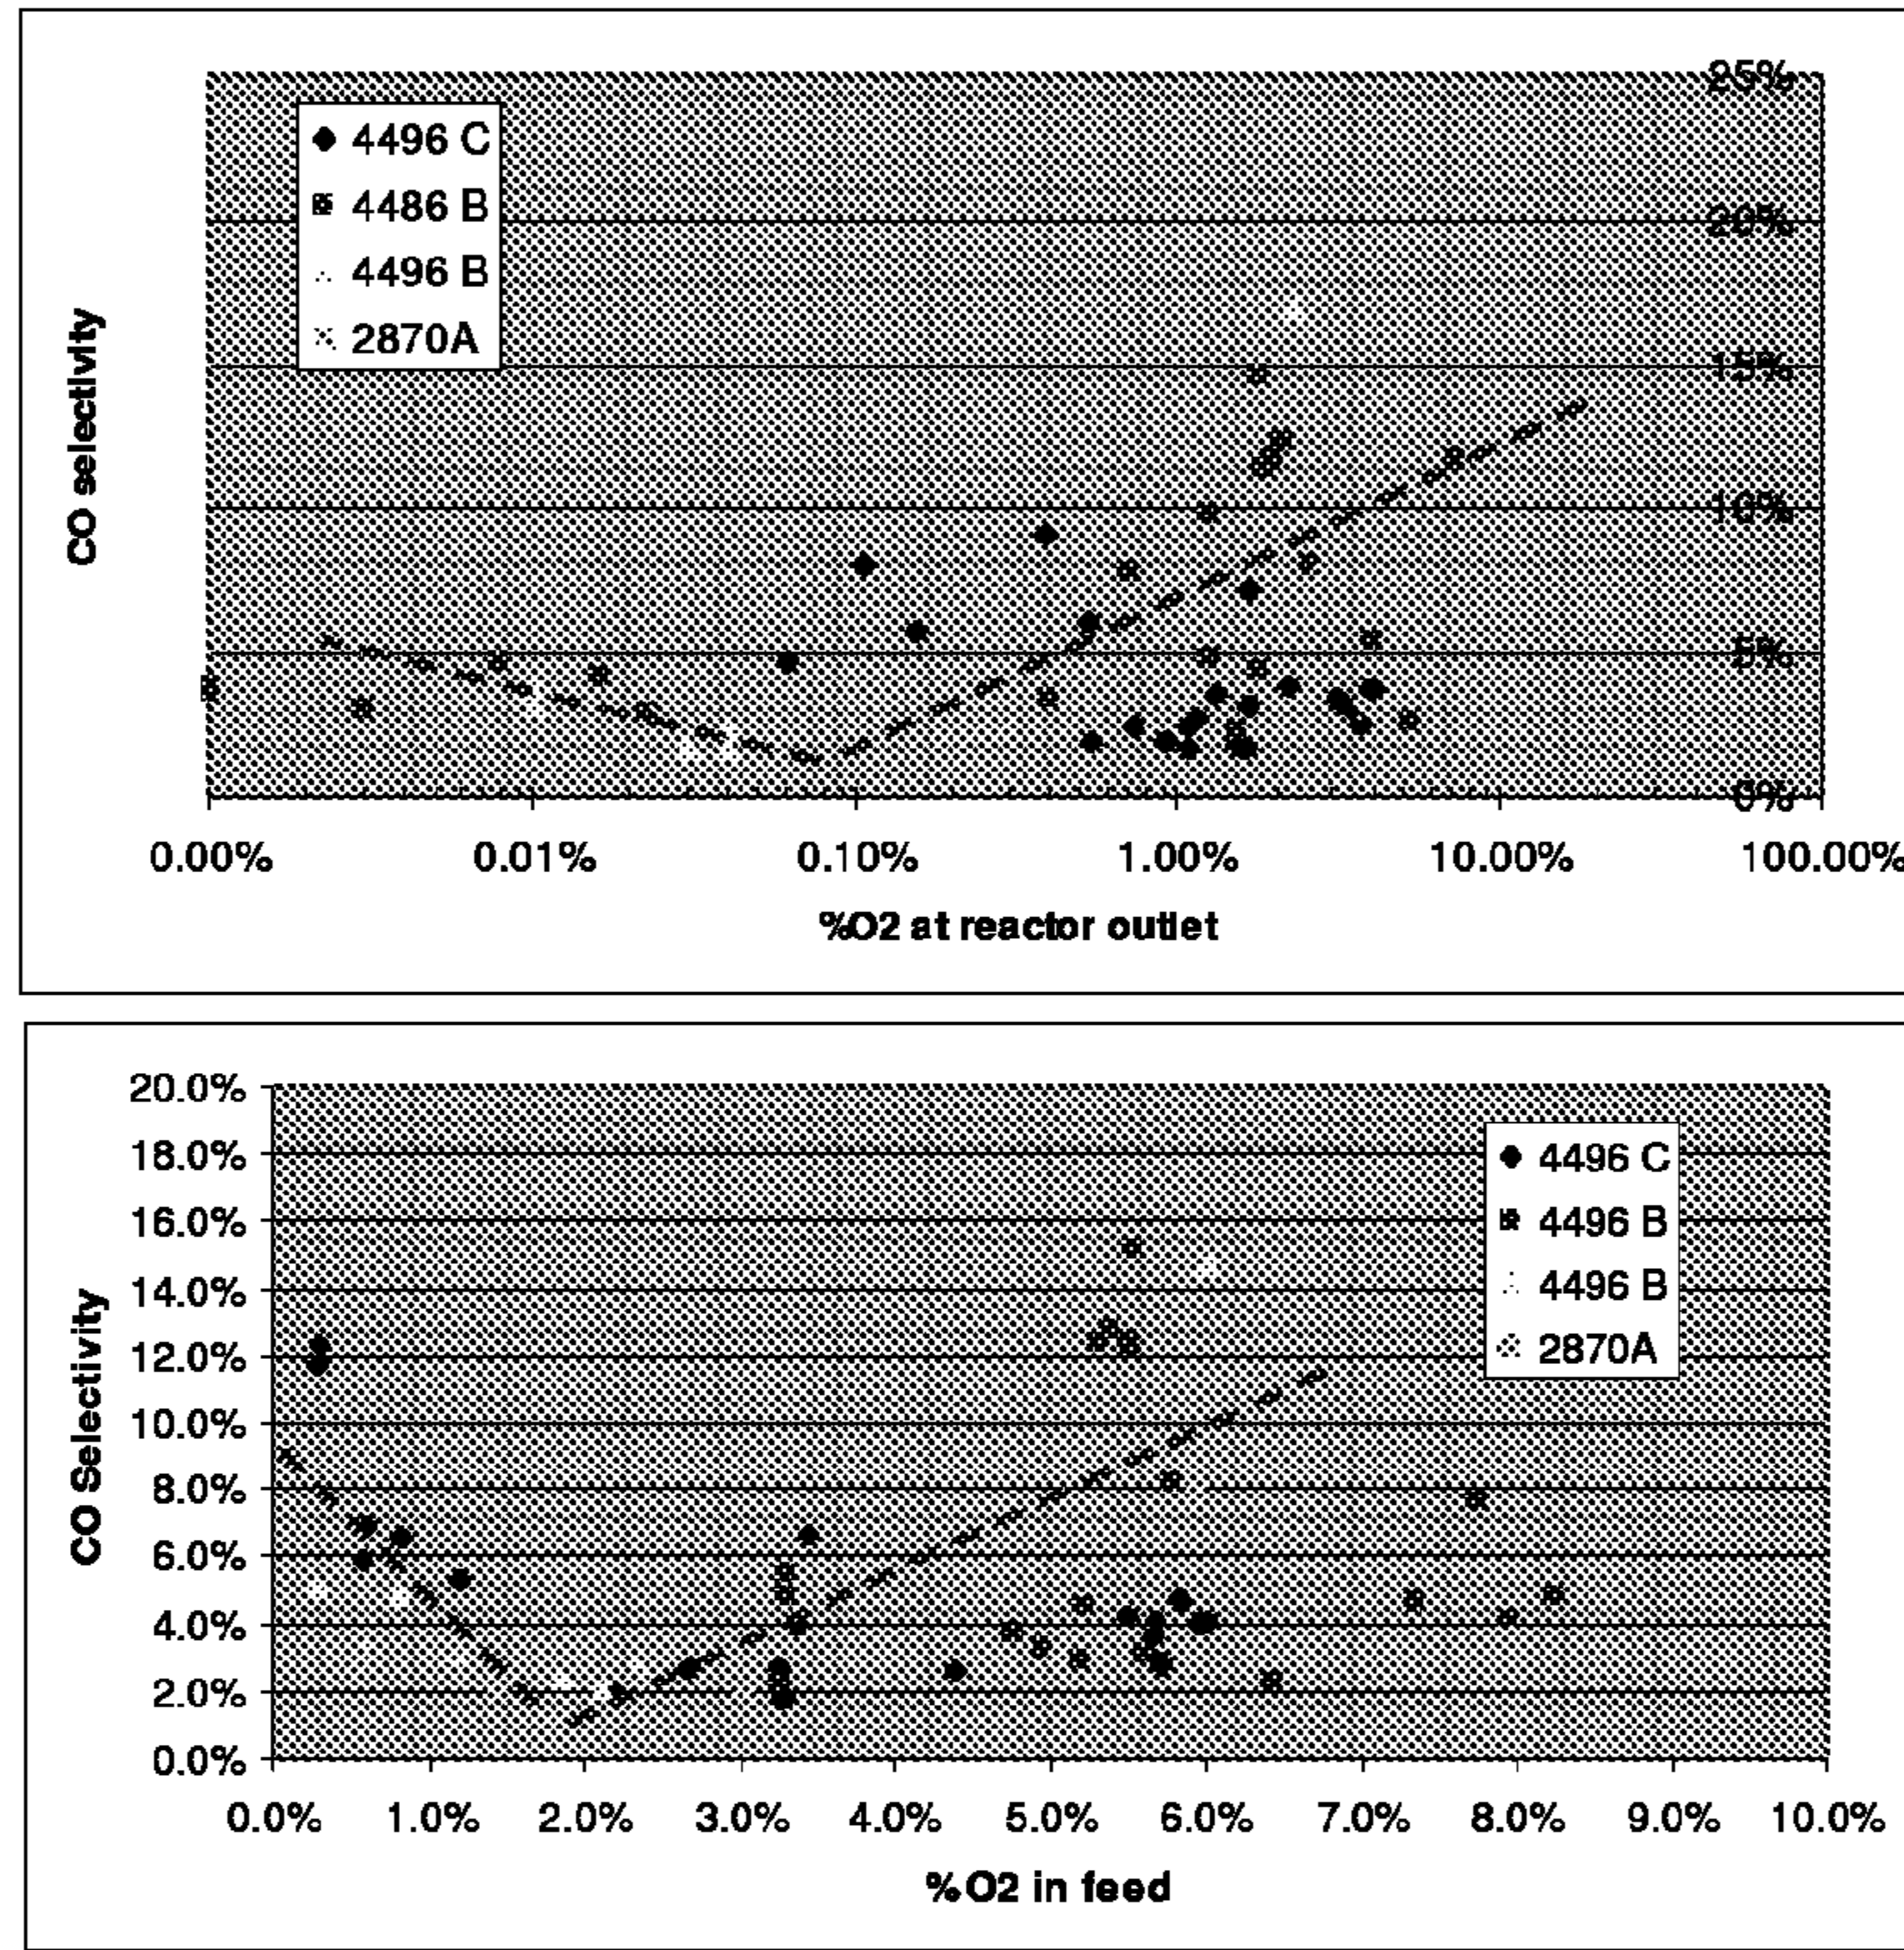 25%
4496 C
4486 B
20%
4496 B
2870A
15%
CO selectivity
10%
5%
0%
0.00% 0.01% 0.10% 1.00% 10.00% 100.00%
%O2 at reactor outlet
20.0%
18.0%
16.0%
14.0%
12.0%
10.0%
8.0%
6.0%
4.0%
2.0%
0.0%
4496 C
4496 B
4496 B
2870A
CO Selectivity
0.0% 1.0% 2.0% 3.0% 4.0% 5.0% 6.0% 7.0% 8.0% 9.0% 10.0%
%O2 in feed